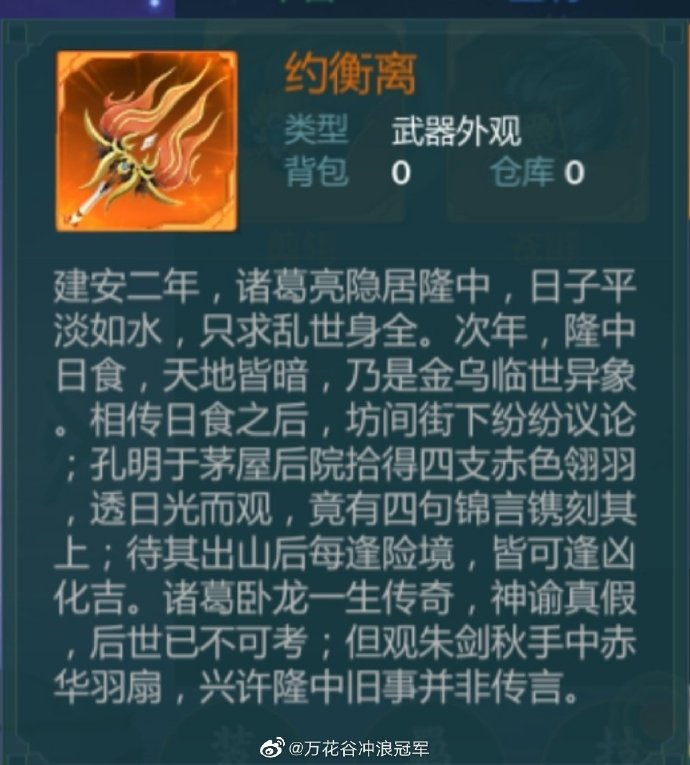 约衡离
类型 武器外观
背包 0 仓库 0
建安二年，诸葛亮隐居隆中，日子平
淡如水，只求乱世身全。次年，隆中
日食，天地皆暗，乃是金乌临世异象
。相传日食之后，坊间街下纷纷议论
；孔明于茅屋后院拾得四支赤色翎羽
，透日光而观，竟有四句锦言镌刻其
上；待其出山后每逢险境，皆可逢凶
化吉。诸葛卧龙一生传奇，神谕真假
，后世已不可考；但观朱剑秋手中赤
华羽扇，兴许隆中旧事并非传言。
@万花谷冲浪冠军